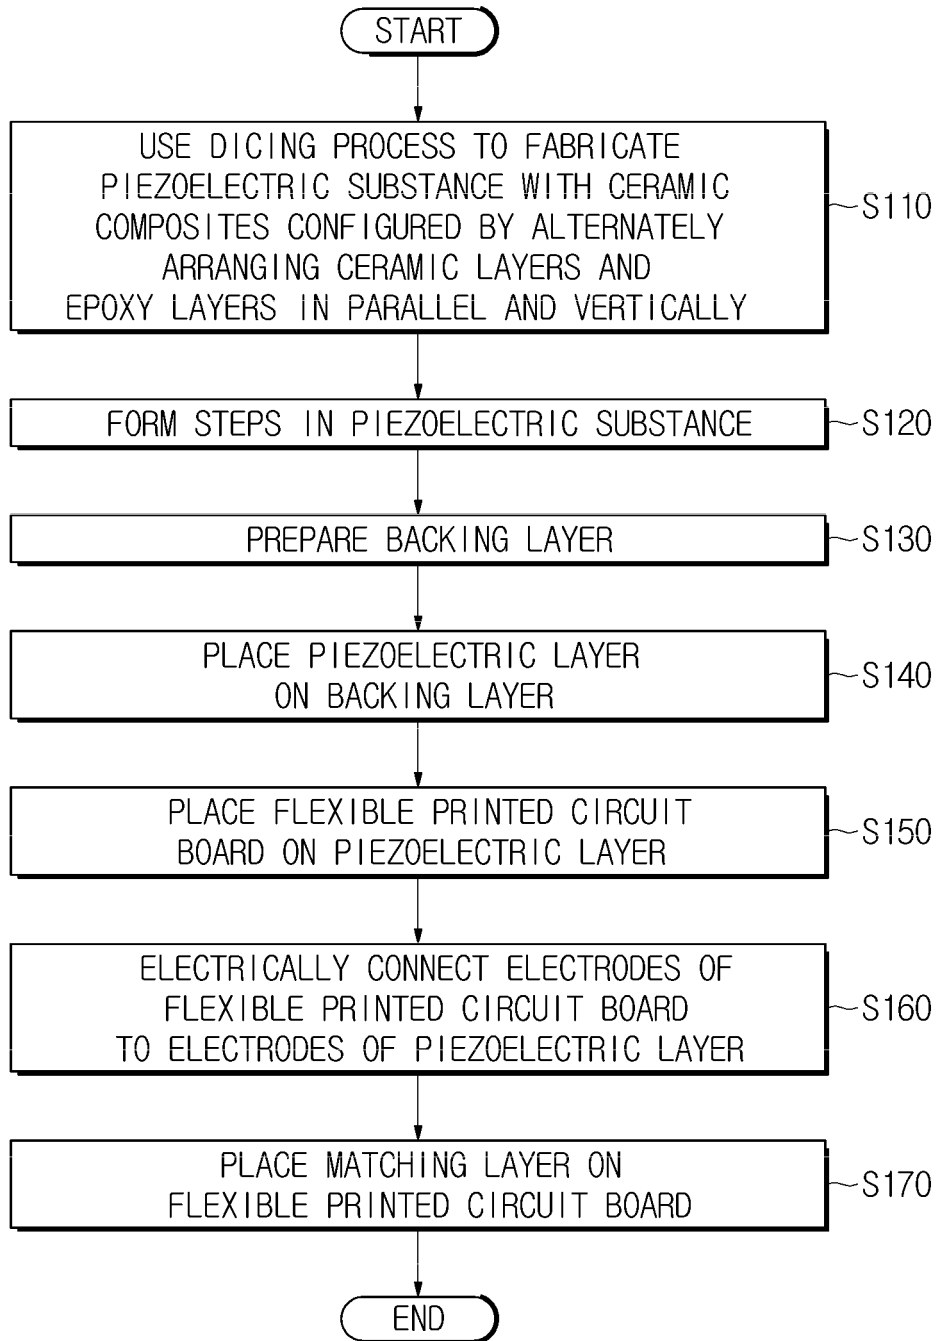 START
USE DICING PROCESS TO FABRICATE
PIEZOELECTRIC SUBSTANCE WITH CERAMIC
COMPOSITES CONFIGURED BY ALTERNATELY
ARRANGING CERAMIC LAYERS AND
EPOXY LAYERS IN PARALLEL AND VERTICALLY
S110
FORM STEPS IN PIEZOELECTRIC SUBSTANCE
S120
PREPARE BACKING LAYER
S130
PLACE PIEZOELECTRIC LAYER
ON BACKING LAYER
S140
PLACE FLEXIBLE PRINTED CIRCUIT
BOARD ON PIEZOELECTRIC LAYER
S150
ELECTRICALLY CONNECT ELECTRODES OF
FLEXIBLE PRINTED CIRCUIT BOARD
TO ELECTRODES OF PIEZOELECTRIC LAYER
S160
PLACE MATCHING LAYER ON
FLEXIBLE PRINTED CIRCUIT BOARD
S170
END